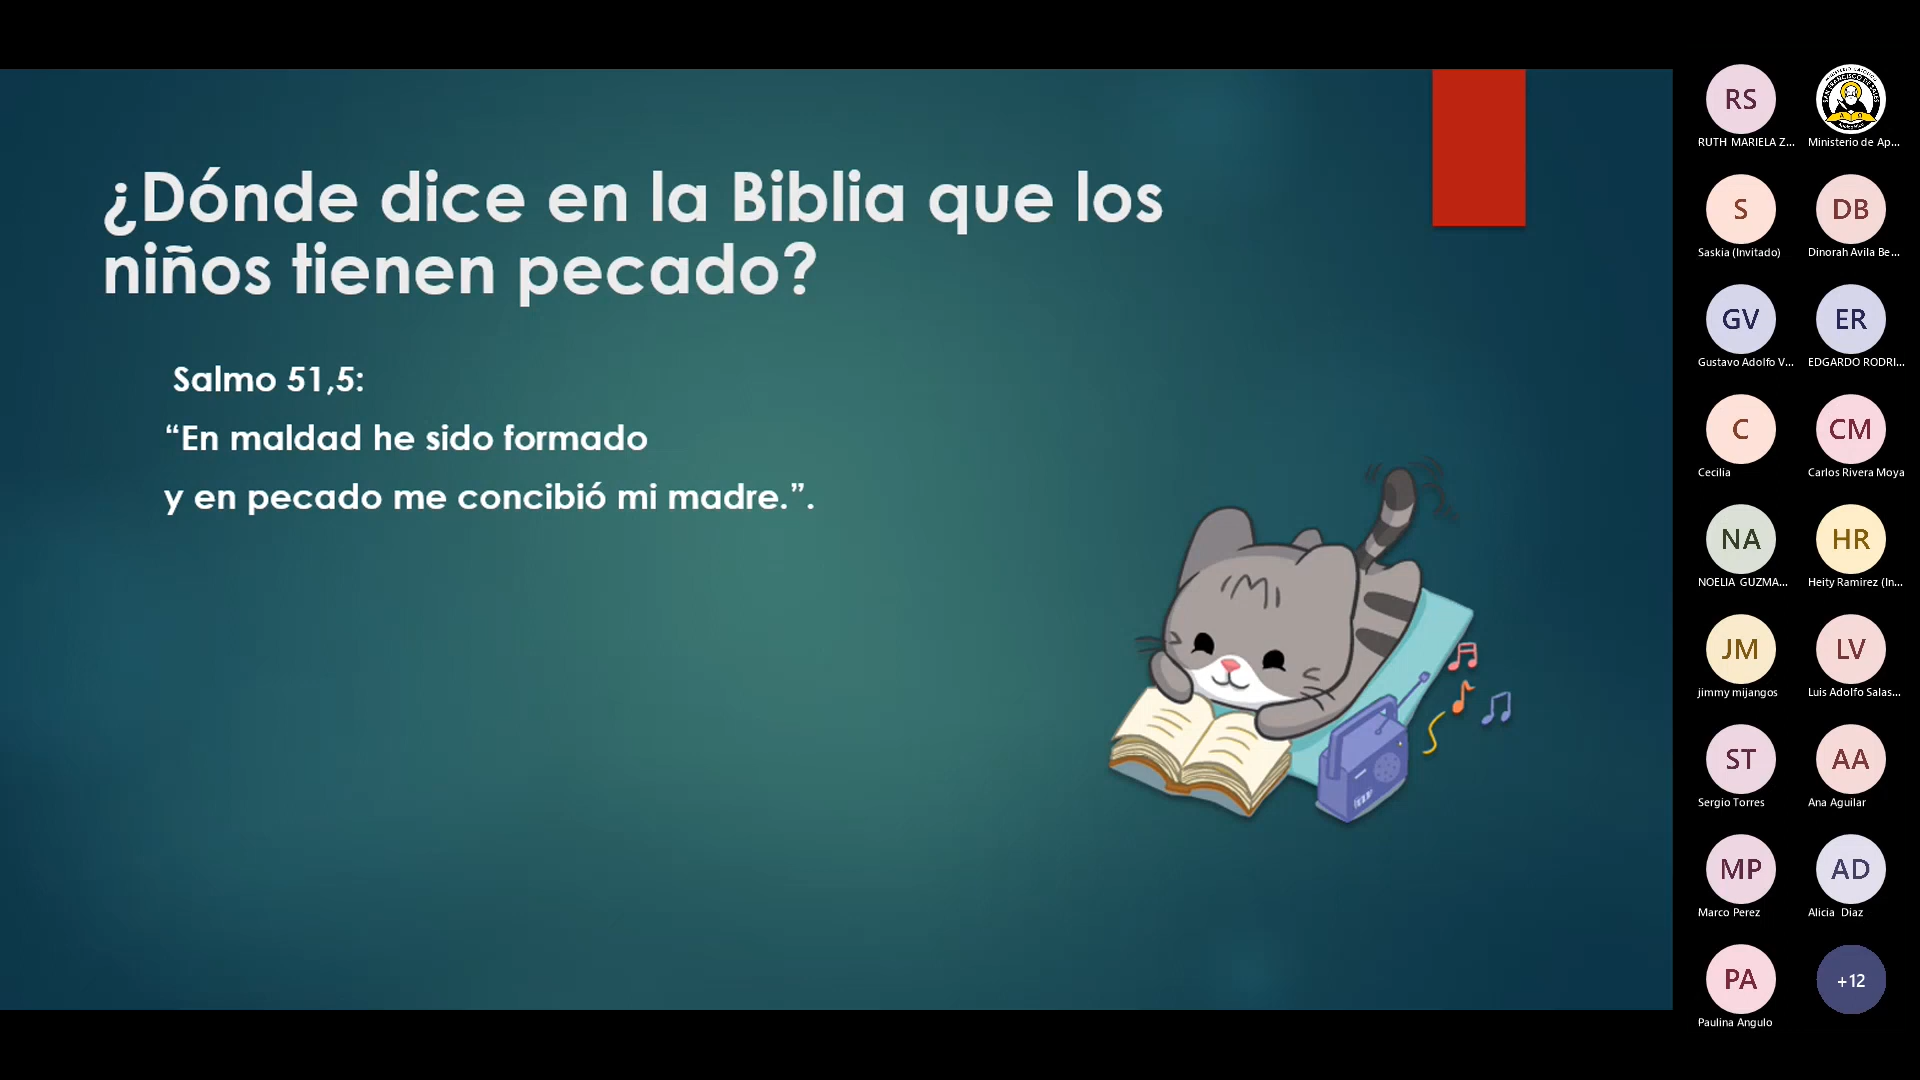 ¿Dónde dice en la Biblia que los
niños tienen pecado?
Salmo 51,5:
“En maldad he sido formado
y en pecado me concibió mi madre.”.
RS
RUTH MARIELA Z...
Ministerio de Ap...
S
Saskia (Invitado)
DB
Dinorah Avila Be...
GV
Gustavo Adolfo V...
ER
EDGARDO RODRI...
C
Cecilia
CM
Carlos Rivera Moya
NA
NOELIA GUZMA...
HR
Heity Ramirez (In...
JM
jimmy mijangos
LV
Luis Adolfo Salas...
ST
Sergio Torres
AA
Ana Aguilar
MP
Marco Perez
AD
Alicia Diaz
PA
Paulina Angulo
+12